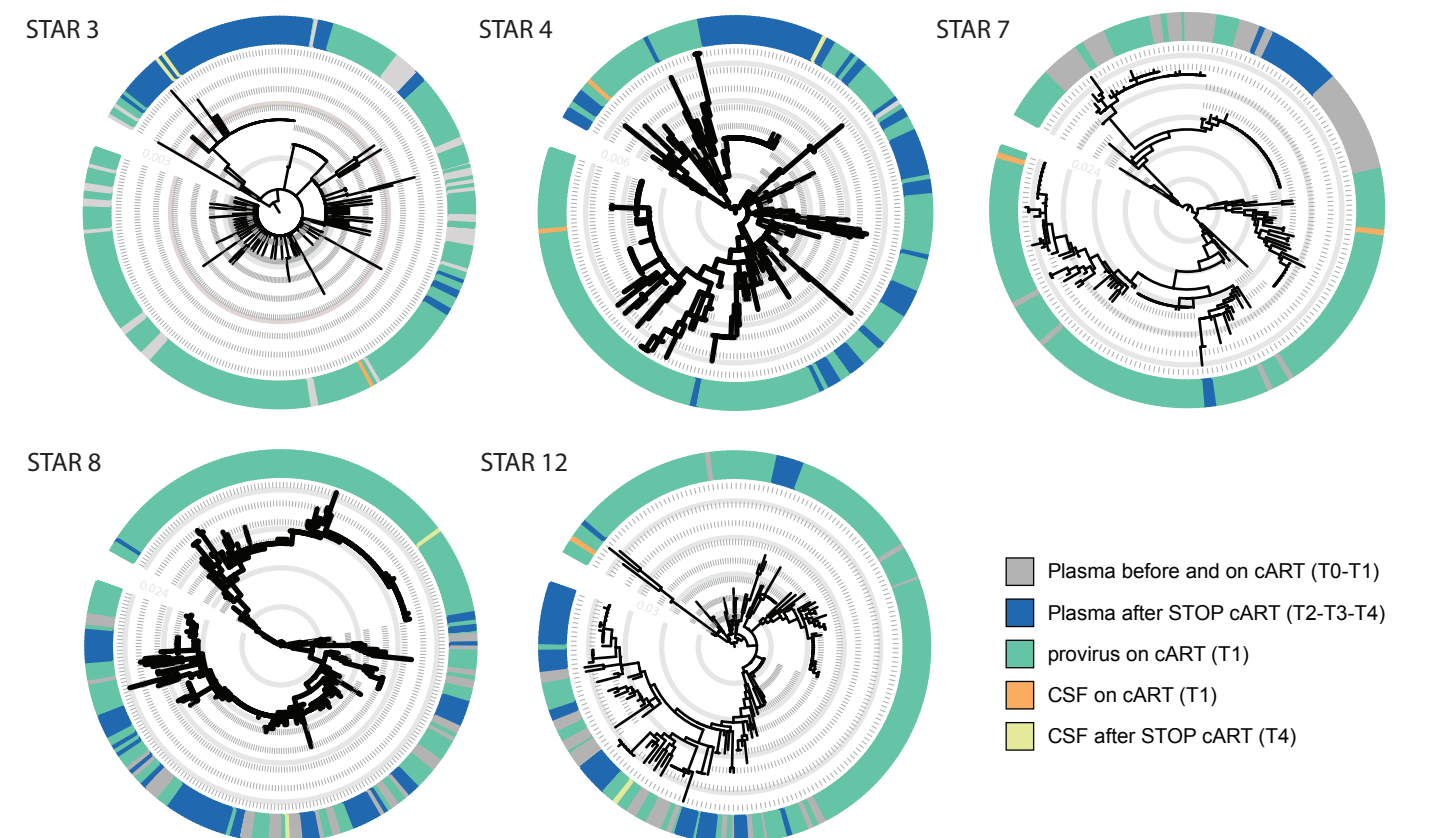 STAR 3
STAR 4
STAR 7
0.003
0.006
0.024
STAR 8
STAR 12
0.024
0.03
Plasma before and on cART (T0-T1)
Plasma after STOP cART (T2-T3-T4)
provirus on cART (T1)
CSF on cART (T1)
CSF after STOP cART (T4)